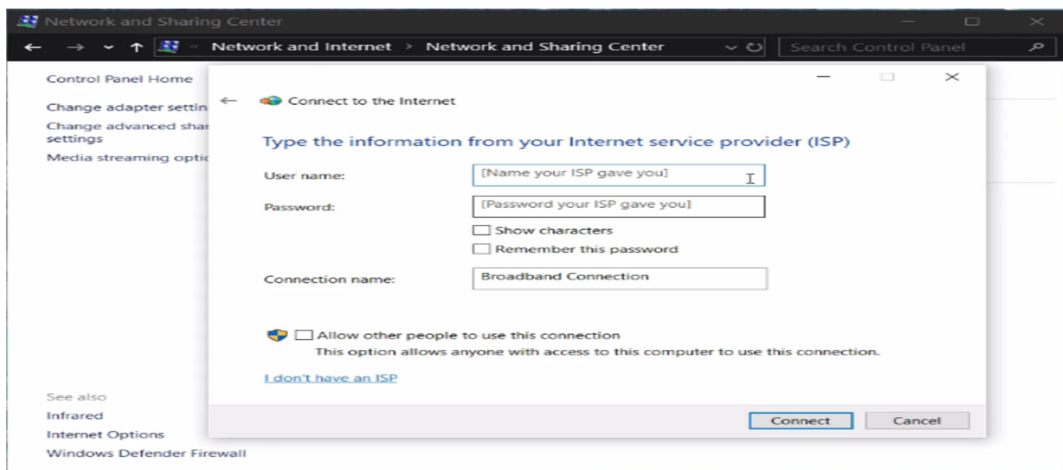 Network and Sharing Center
Network and Internet > Network and Sharing Center
Search Control Panel
Control Panel Home
Change adapter settin
Change advanced shar
settings
Media streaming optic
Connect to the Internet
Type the information from your Internet service provider (ISP)
User name:
[Name your ISP gave you]
Password:
[Password your ISP gave you]
Show characters
Remember this password
Connection name:
Broadband Connection
Allow other people to use this connection
This option allows anyone with access to this computer to use this connection.
I don't have an ISP
Connect
Cancel
See also
Infrared
Internet Options
Windows Defender Firewall